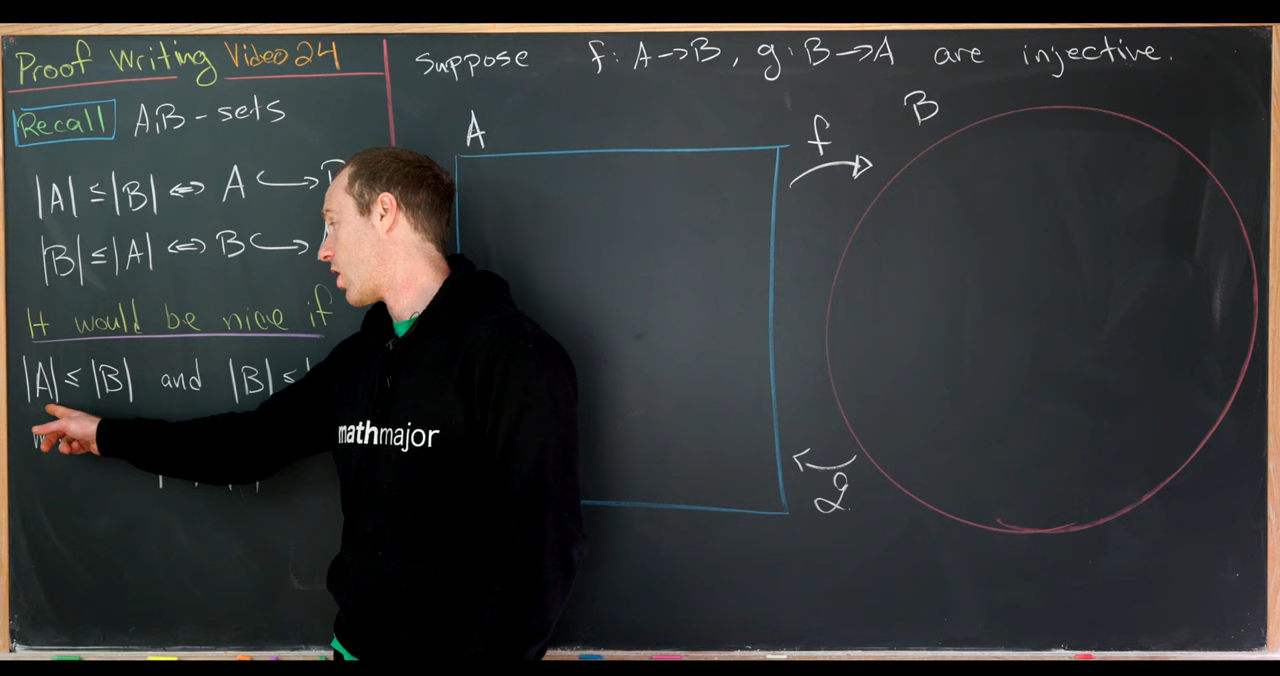 Proof Writing Video 24
Recall A,B - sets
|A| ≤ |B| ⇔ A ↪
|B| ≤ |A| ⇔ B ↪
It would be nice if
|A| ≤ |B| and |B| ≤
Suppose f: A → B, g: B → A are injective.
A
f
B
g
mathmajor